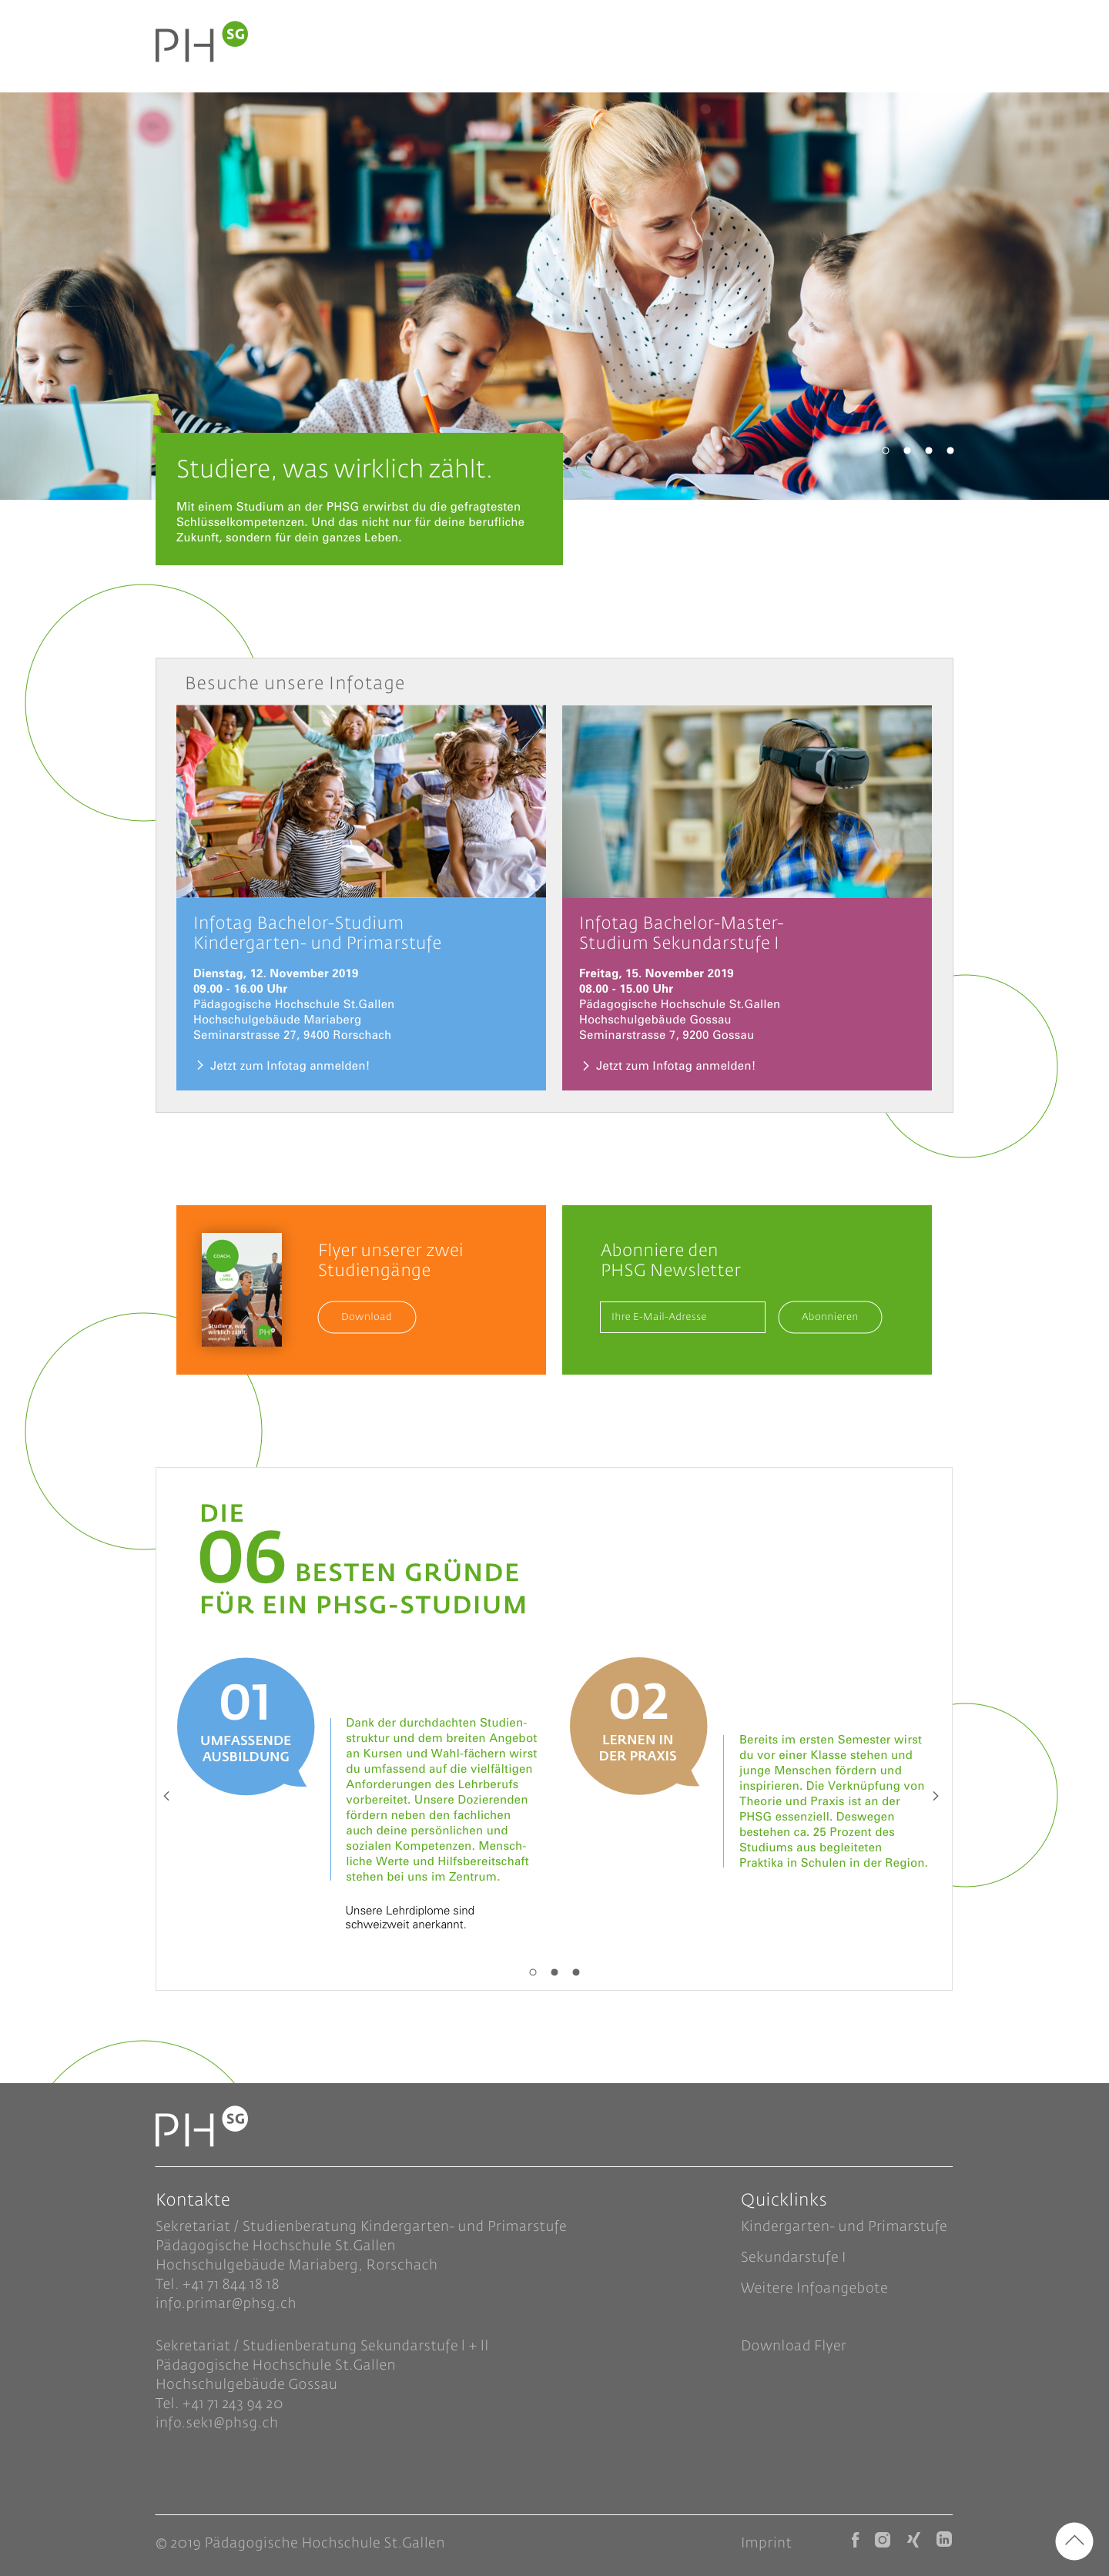 PH SG
Studiere, was wirklich zählt.
Mit einem Studium an der PHSG erwirbst du die gefragtesten
Schlüsselkompetenzen. Und das nicht nur für deine berufliche
Zukunft, sondern für dein ganzes Leben.
Besuche unsere Infotage
Infotag Bachelor-Studium
Kindergarten- und Primarstufe
Dienstag, 12. November 2019
09.00 - 16.00 Uhr
Pädagogische Hochschule St.Gallen
Hochschulgebäude Mariaberg
Seminarstrasse 27, 9400 Rorschach
Jetzt zum Infotag anmelden!
Infotag Bachelor-Master-
Studium Sekundarstufe I
Freitag, 15. November 2019
08.00 - 15.00 Uhr
Pädagogische Hochschule St.Gallen
Hochschulgebäude Gossau
Seminarstrasse 7, 9200 Gossau
Jetzt zum Infotag anmelden!
COACH.
Studiere, was
wirklich zählt.
www.phsg.ch
PH
Flyer unserer zwei
Studiengänge
Download
Abonniere den
PHSG Newsletter
Ihre E-Mail-Adresse
Abonnieren
DIE
06 BESTEN GRÜNDE
FÜR EIN PHSG-STUDIUM
01
UMFASSENDE
AUSBILDUNG
Dank der durchdachten Studien-
struktur und dem breiten Angebot
an Kursen und Wahl-fächern wirst
du umfassend auf die vielfältigen
Anforderungen des Lehrberufs
vorbereitet. Unsere Dozierenden
fördern neben den fachlichen
auch deine persönlichen und
sozialen Kompetenzen. Mensch-
liche Werte und Hilfsbereitschaft
stehen bei uns im Zentrum.
Unsere Lehrdiplome sind
schweizweit anerkannt.
02
LERNEN IN
DER PRAXIS
Bereits im ersten Semester wirst
du vor einer Klasse stehen und
junge Menschen fördern und
inspirieren. Die Verknüpfung von
Theorie und Praxis ist an der
PHSG essenziell. Deswegen
bestehen ca. 25 Prozent des
Studiums aus begleiteten
Praktika in Schulen in der Region.
PH SG
Kontakte
Sekretariat / Studienberatung Kindergarten- und Primarstufe
Pädagogische Hochschule St.Gallen
Hochschulgebäude Mariaberg, Rorschach
Tel. +41 71 844 18 18
info.primar@phsg.ch
Sekretariat / Studienberatung Sekundarstufe I + II
Pädagogische Hochschule St.Gallen
Hochschulgebäude Gossau
Tel. +41 71 243 94 20
info.sek1@phsg.ch
Quicklinks
Kindergarten- und Primarstufe
Sekundarstufe I
Weitere Infoangebote
Download Flyer
© 2019 Pädagogische Hochschule St.Gallen
Imprint